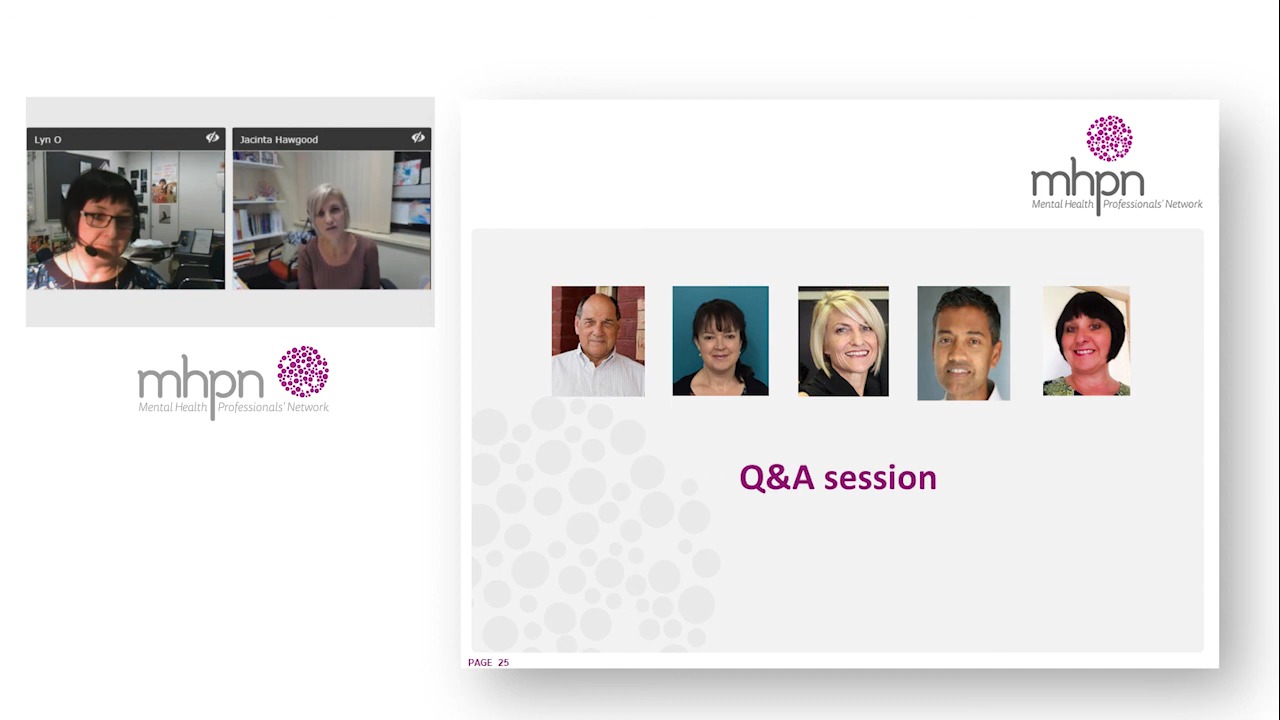 Lyn O
Jacinta Hawgood
mhpn
Mental Health Professionals' Network
mhpn
Mental Health Professionals' Network
Q&A session
PAGE 25